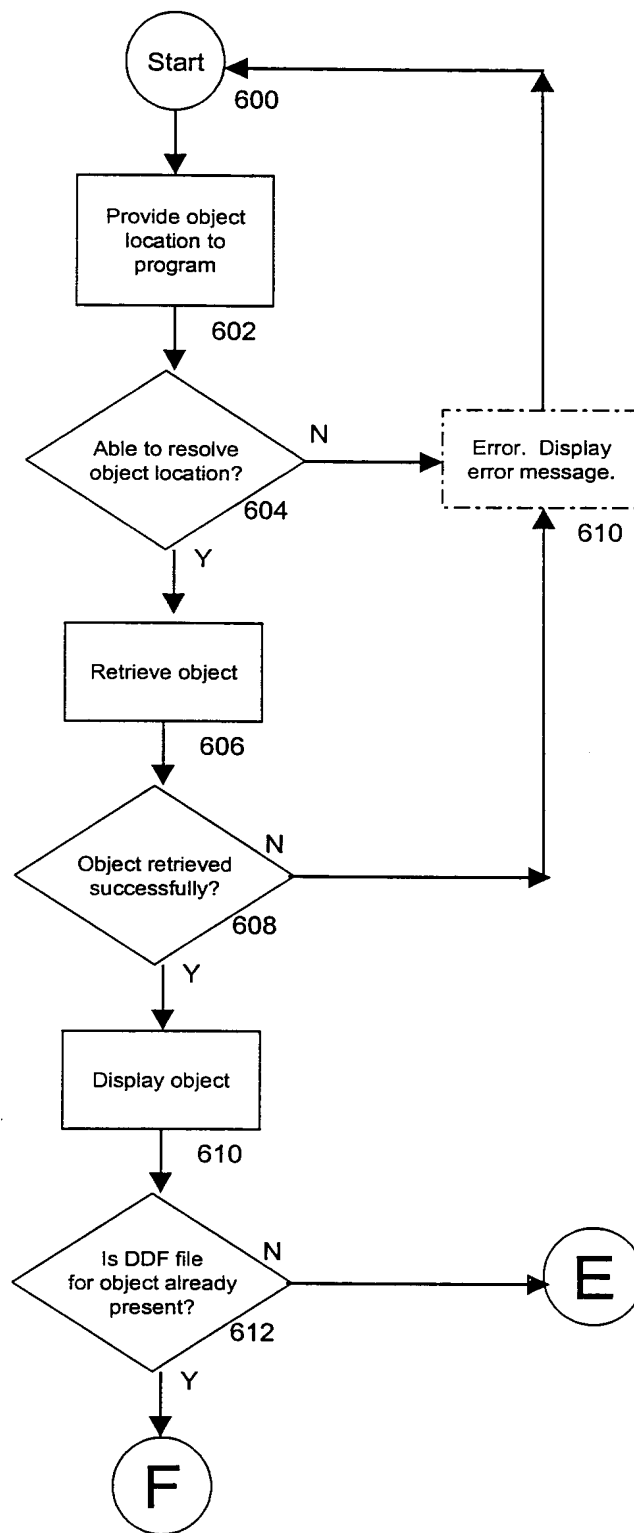 Start
600
Provide object
location to
program
602
Able to resolve
object location?
N
604
Y
Error. Display
error message.
610
Retrieve object
606
Object retrieved
successfully?
N
608
Y
Display object
610
Is DDF file
for object already
present?
N
612
Y
E
F